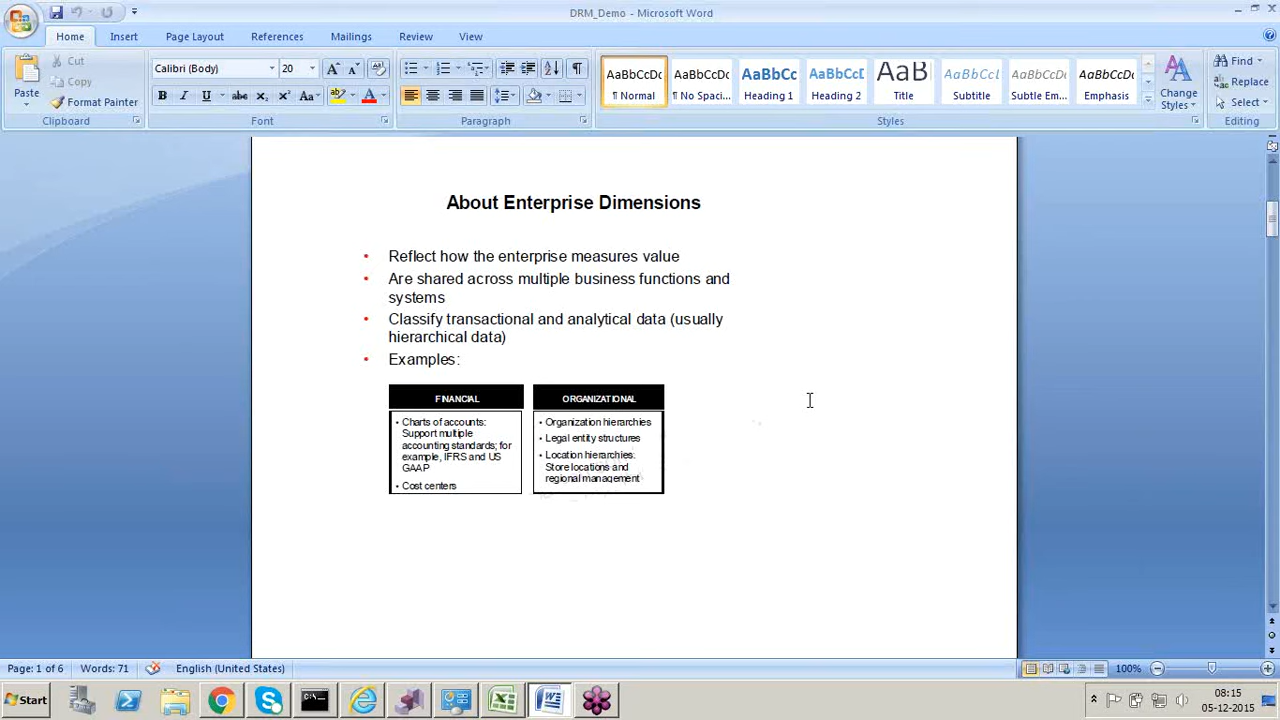 DRM_Demo - Microsoft Word
Home Insert Page Layout References Mailings Review View
Paste
Cut
Copy
Format Painter
Clipboard
Calibri (Body) 20
Font
Paragraph
AaBbCcDc AaBbCcDc AaBbCc AaBbCcI AaB AaBbCcL AaBbCcDc AaBbCcDc
¶ Normal ¶ No Spaci... Heading 1 Heading 2 Title Subtitle Subtle Em... Emphasis
Change
Styles
Styles
Find
Replace
Select
Editing
About Enterprise Dimensions
• Reflect how the enterprise measures value
• Are shared across multiple business functions and
systems
• Classify transactional and analytical data (usually
hierarchical data)
• Examples:
FINANCIAL
• Charts of accounts:
Support multiple
accounting standards; for
example, IFRS and US
GAAP
• Cost centers
ORGANIZATIONAL
• Organization hierarchies
• Legal entity structures
• Location hierarchies:
Store locations and
regional management
Page: 1 of 6 Words: 71 English (United States) 100%
Start
08:15
05-12-2015